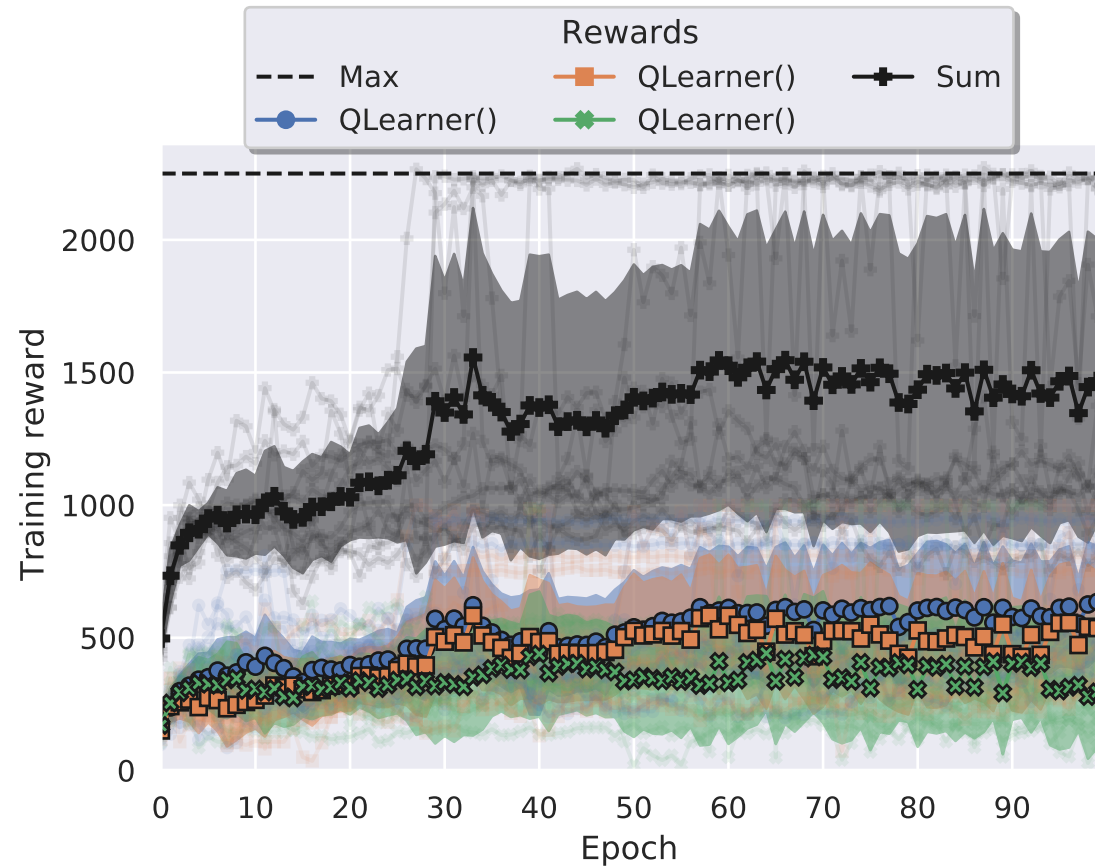 Rewards
Max QLearner() Sum
QLearner() QLearner()
2000
1500
1000
500
0
Training reward
0 10 20 30 40 50 60 70 80 90
Epoch